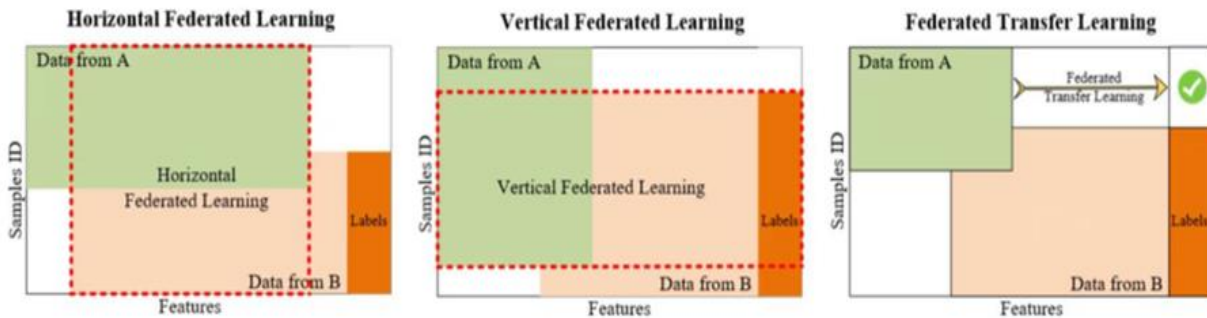 Horizontal Federated Learning
Data from A
Horizontal
Federated Learning
Labels
Data from B
Samples ID
Features
Vertical Federated Learning
Data from A
Vertical Federated Learning
Labels
Data from B
Samples ID
Features
Federated Transfer Learning
Data from A
Federated
Transfer Learning
Labels
Data from B
Samples ID
Features